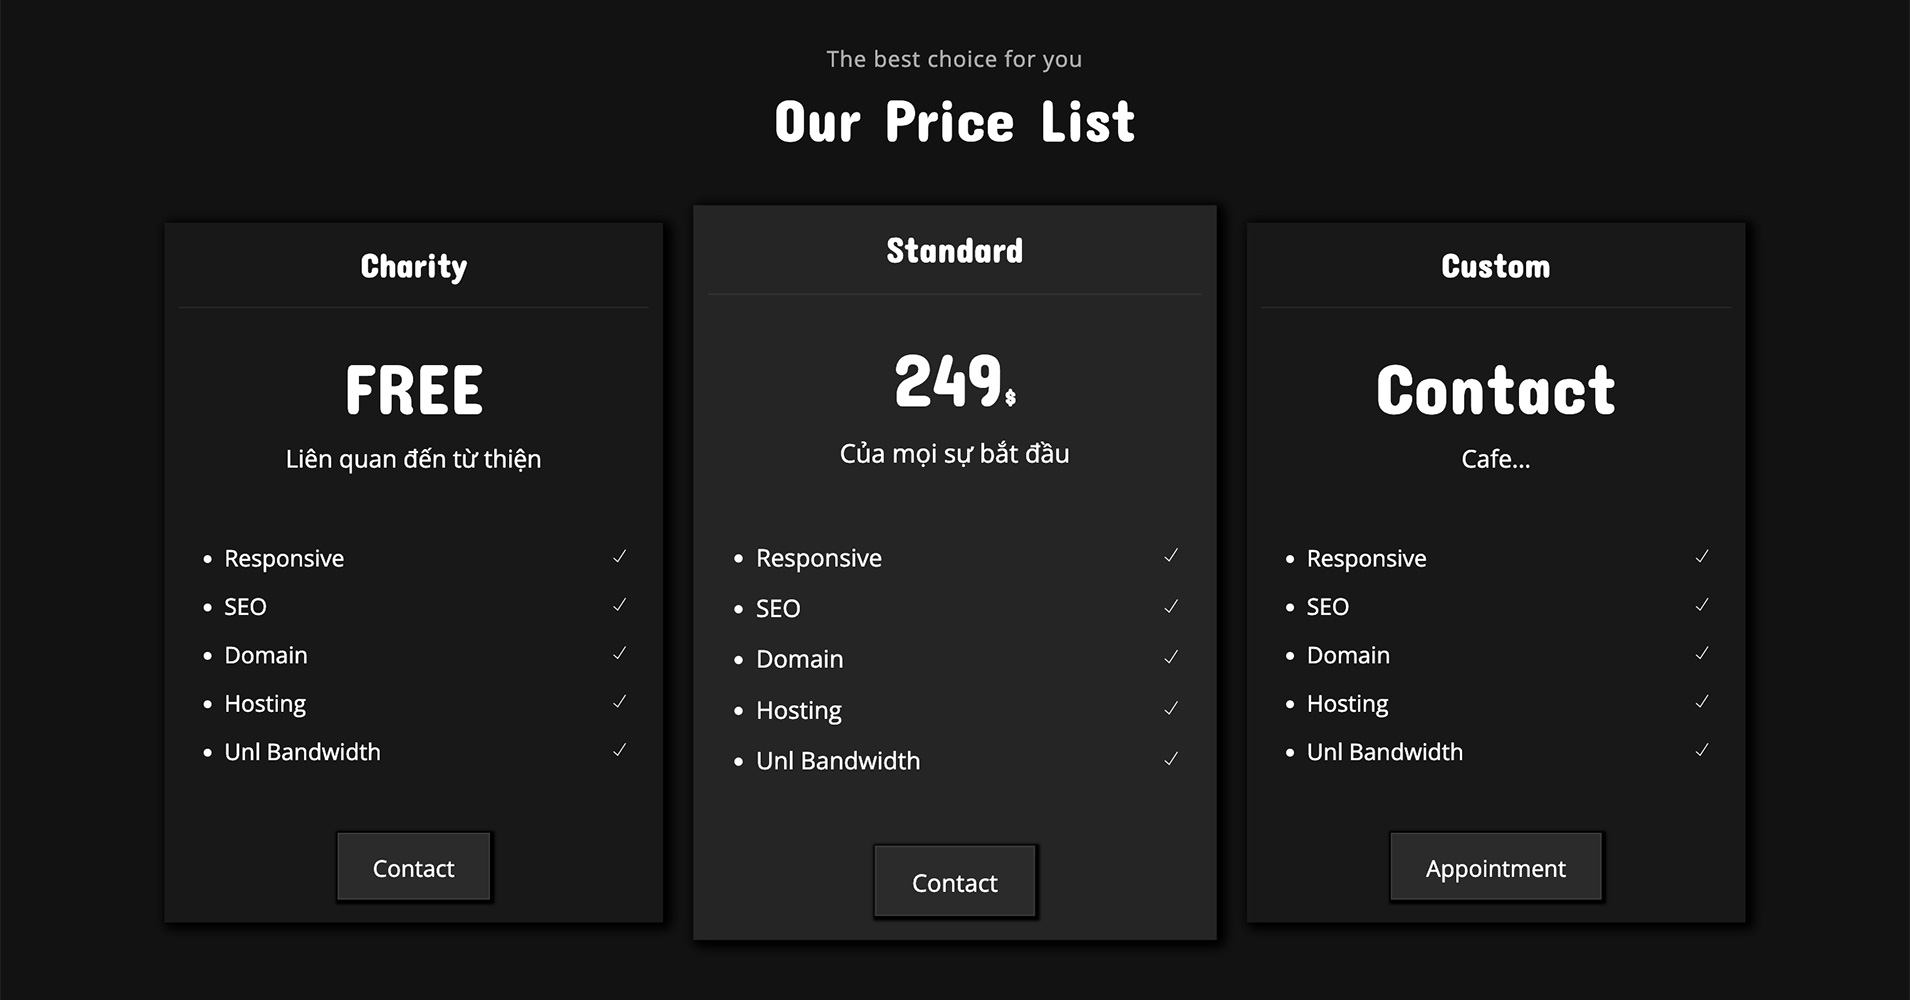 The best choice for you
Our Price List
Charity
FREE
Liên quan đến từ thiện
Responsive
SEO
Domain
Hosting
Unl Bandwidth
Contact
Standard
249$
Của mọi sự bắt đầu
Responsive
SEO
Domain
Hosting
Unl Bandwidth
Contact
Custom
Contact
Cafe...
Responsive
SEO
Domain
Hosting
Unl Bandwidth
Appointment